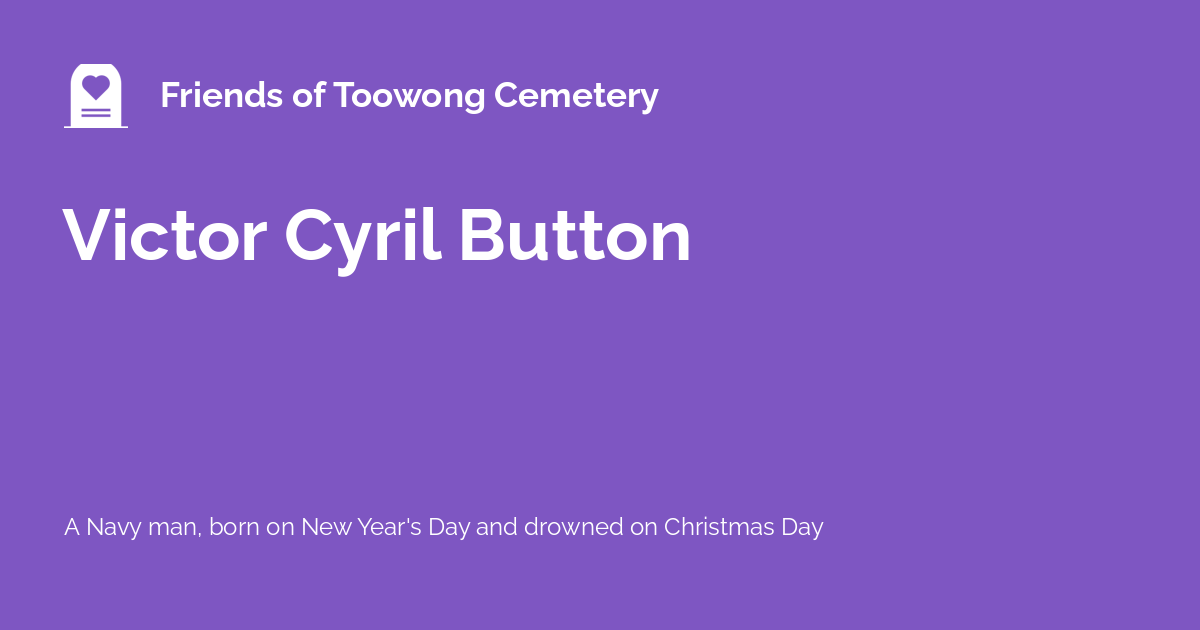 Friends of Toowong Cemetery
Victor Cyril Button
A Navy man, born on New Year's Day and drowned on Christmas Day